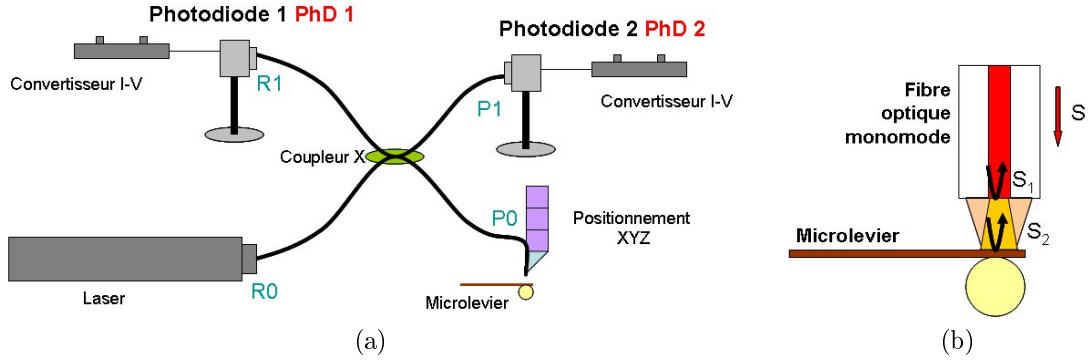 Photodiode 1 PhD 1
Photodiode 2 PhD 2
Convertisseur I-V
R1
P1
Convertisseur I-V
Coupleur X
P0
Positionnement
XYZ
R0
Laser
Microlevier
(a)
Fibre
optique
monomode
S
S1
S2
Microlevier
(b)